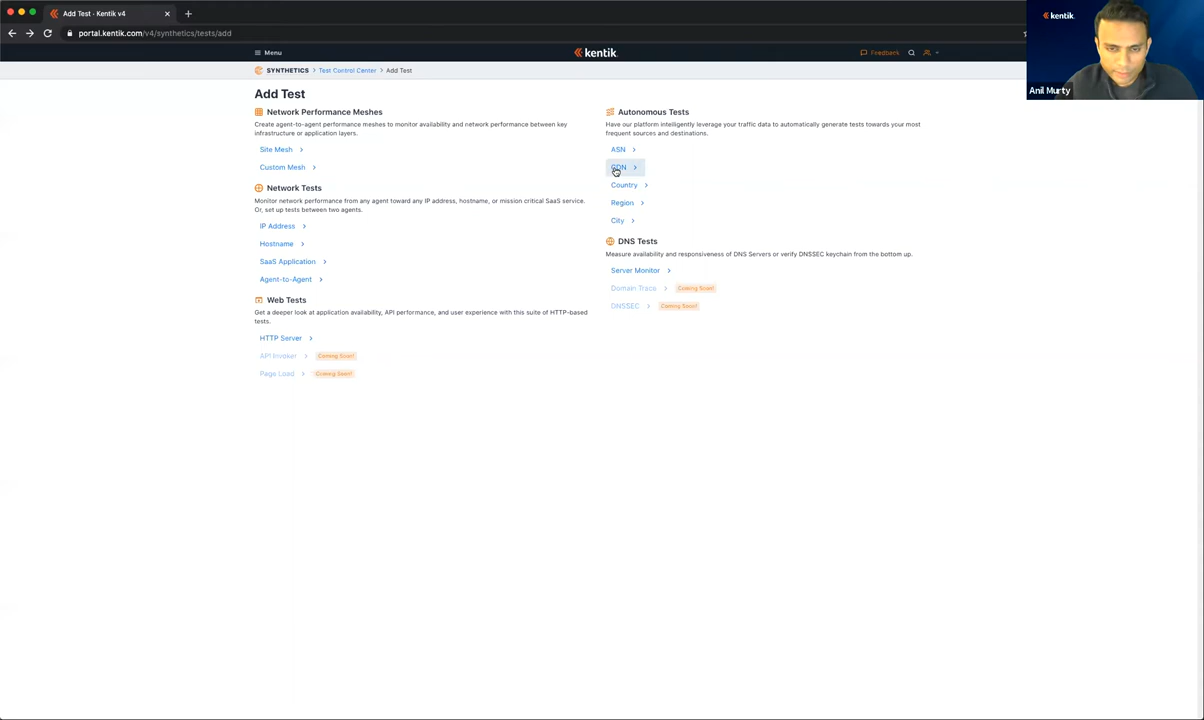 Add Test · Kentik v4
portal.kentik.com/v4/synthetics/tests/add
Menu
kentik.
Feedback
kentik.
Anil Murty
SYNTHETICS > Test Control Center > Add Test
Add Test
Network Performance Meshes
Create agent-to-agent performance meshes to monitor availability and network performance between key
infrastructure or application layers.
Site Mesh
Custom Mesh
Network Tests
Monitor network performance from any agent toward any IP address, hostname, or mission critical SaaS service.
Or, set up tests between two agents.
IP Address
Hostname
SaaS Application
Agent-to-Agent
Web Tests
Get a deeper look at application availability, API performance, and user experience with this suite of HTTP-based
tests.
HTTP Server
API Invoker Coming Soon!
Page Load Coming Soon!
Autonomous Tests
Have our platform intelligently leverage your traffic data to automatically generate tests towards your most
frequent sources and destinations.
ASN
CDN
Country
Region
City
DNS Tests
Measure availability and responsiveness of DNS Servers or verify DNSSEC keychain from the bottom up.
Server Monitor
Domain Trace Coming Soon!
DNSSEC Coming Soon!